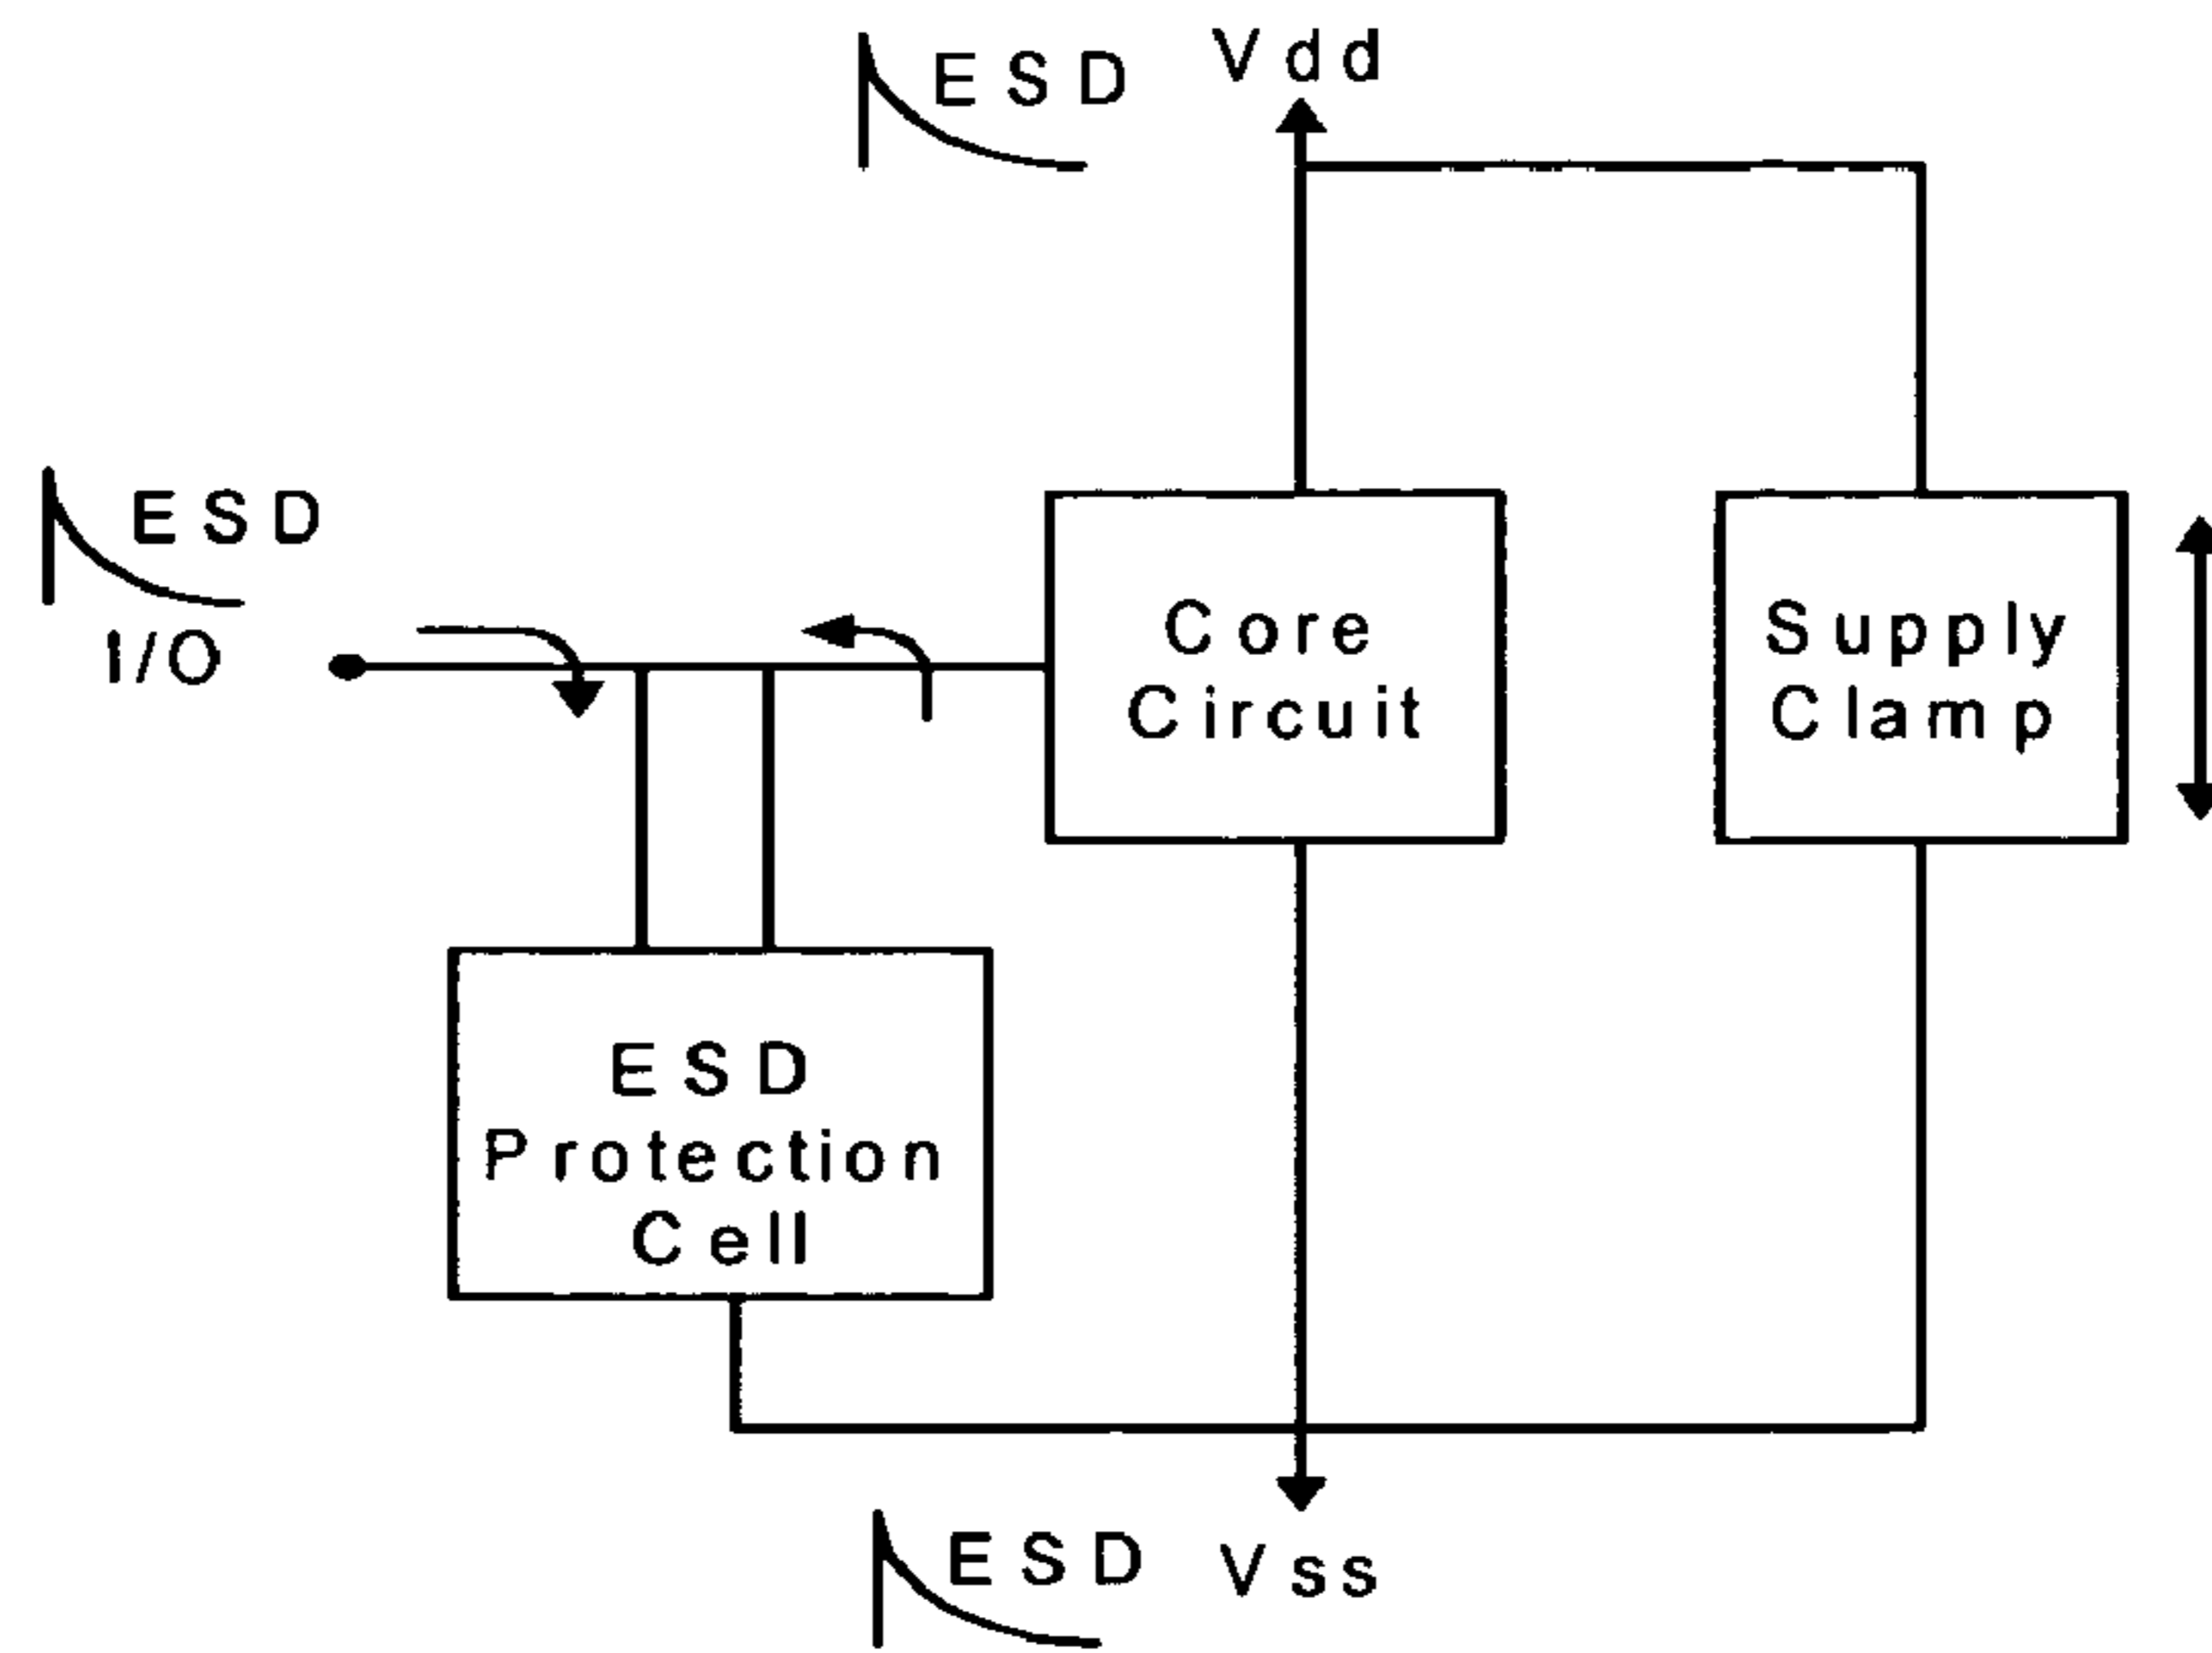 ESD Vdd
ESD
I/O
Core
Circuit
Supply
Clamp
ESD
Protection
Cell
ESD Vss